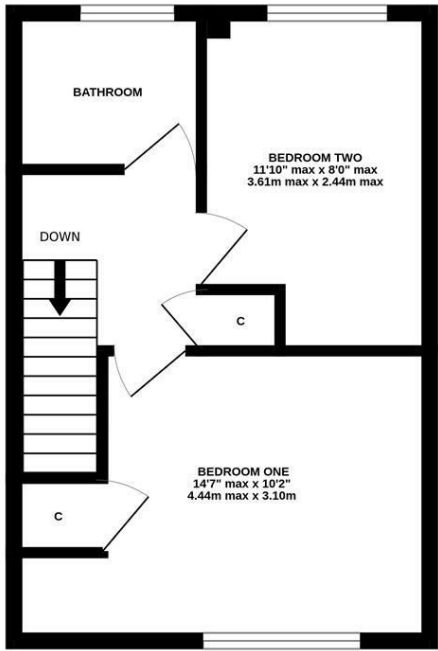 BATHROOM
BEDROOM TWO
11'10" max x 8'0" max
3.61m max x 2.44m max
DOWN
C
BEDROOM ONE
14'7" max x 10'2"
4.44m max x 3.10m
C